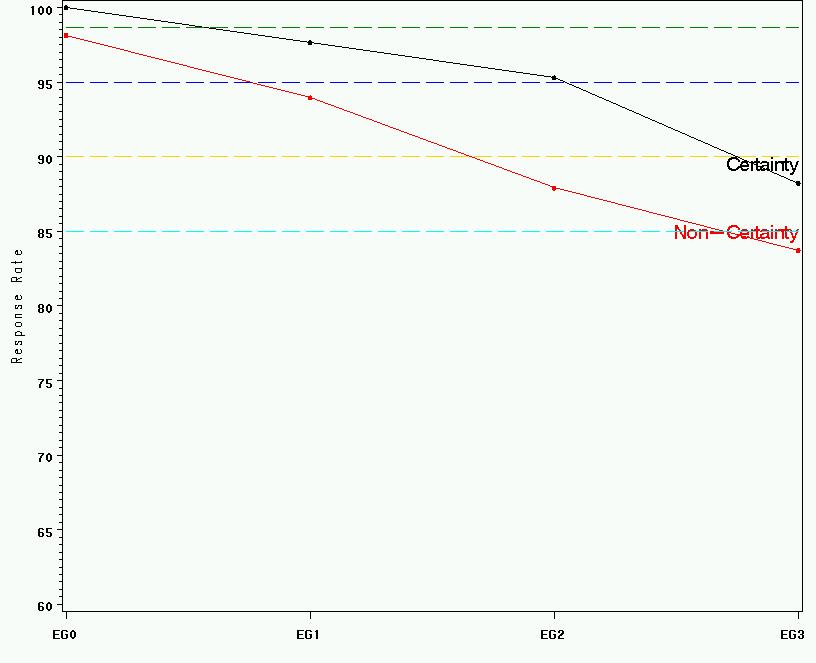 100
95
90
Certainty
85
Non-Certainty
80
75
70
65
60
Response Rate
EG0
EG1
EG2
EG3